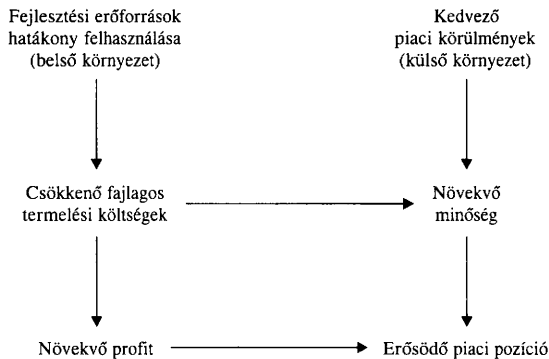 Fejlesztési erőforrások
hatákony felhasználása
(belső környezet)
Kedvező
piaci körülmények
(külső környezet)
Csökkenő fajlagos
termelési költségek
Növekvő
minőség
Növekvő profit
Erősödő piaci pozíció